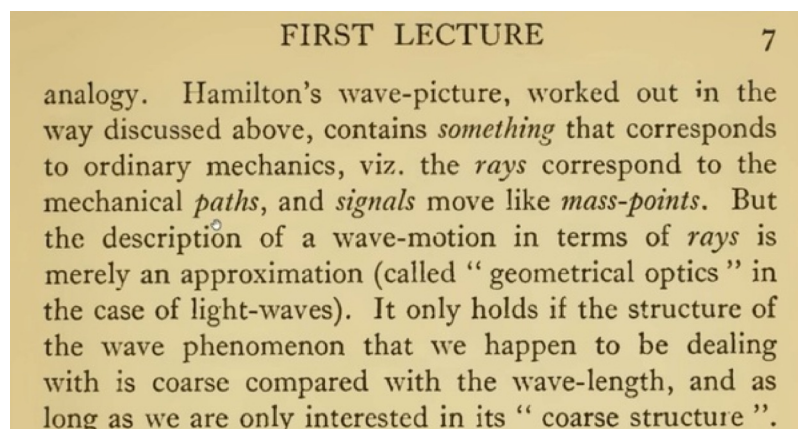 FIRST LECTURE 7
analogy. Hamilton's wave-picture, worked out in the
way discussed above, contains something that corresponds
to ordinary mechanics, viz. the rays correspond to the
mechanical paths, and signals move like mass-points. But
the description of a wave-motion in terms of rays is
merely an approximation (called “ geometrical optics ” in
the case of light-waves). It only holds if the structure of
the wave phenomenon that we happen to be dealing
with is coarse compared with the wave-length, and as
long as we are only interested in its “ coarse structure ”.